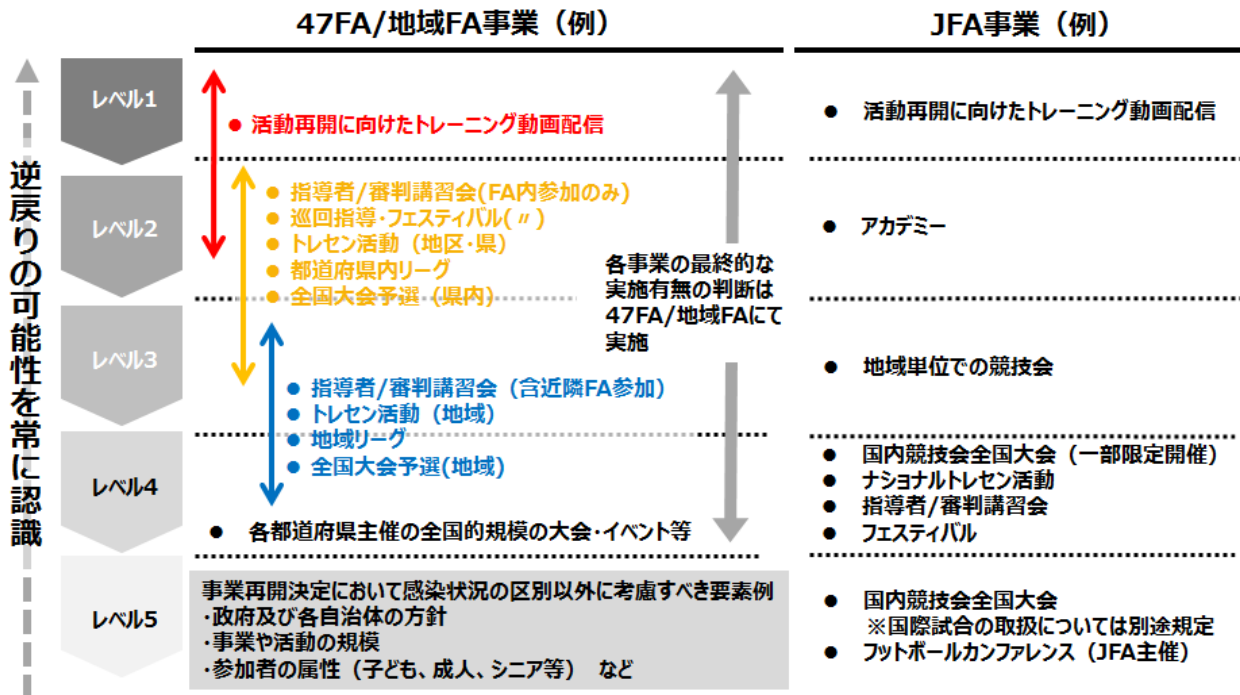 47FA/地域FA事業（例）
JFA事業（例）
逆戻りの可能性を常に認識
レベル1
● 活動再開に向けたトレーニング動画配信
● 活動再開に向けたトレーニング動画配信
レベル2
● 指導者/審判講習会(FA内参加のみ)
● 巡回指導・フェスティバル(〃)
● トレセン活動（地区・県）
● 都道府県内リーグ
● 全国大会予選（県内）
● アカデミー
各事業の最終的な
実施有無の判断は
47FA/地域FAにて
実施
レベル3
● 指導者/審判講習会（含近隣FA参加）
● トレセン活動（地域）
● 地域リーグ
● 全国大会予選(地域)
● 地域単位での競技会
レベル4
● 各都道府県主催の全国的規模の大会・イベント等
● 国内競技会全国大会（一部限定開催）
● ナショナルトレセン活動
● 指導者/審判講習会
● フェスティバル
レベル5
事業再開決定において感染状況の区別以外に考慮すべき要素例
・政府及び各自治体の方針
・事業や活動の規模
・参加者の属性（子ども、成人、シニア等） など
● 国内競技会全国大会
※国際試合の取扱については別途規定
● フットボールカンファレンス（JFA主催）